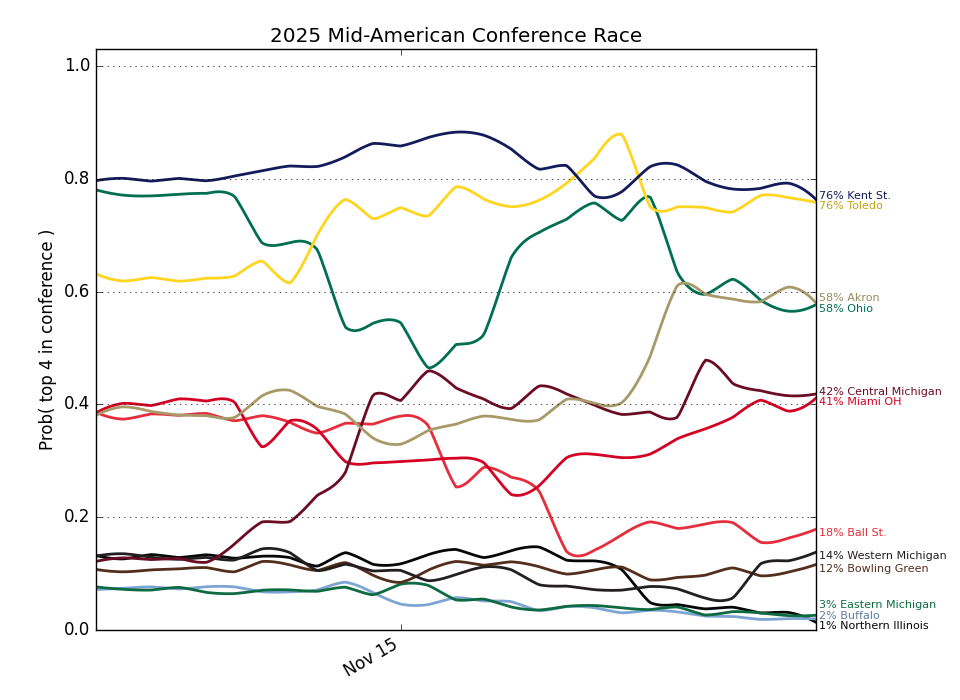 2025 Mid-American Conference Race
Prob( top 4 in conference )
1.0
0.8
0.6
0.4
0.2
0.0
Nov 15
76% Kent St.
76% Toledo
58% Akron
58% Ohio
42% Central Michigan
41% Miami OH
18% Ball St.
14% Western Michigan
12% Bowling Green
3% Eastern Michigan
2% Buffalo
1% Northern Illinois